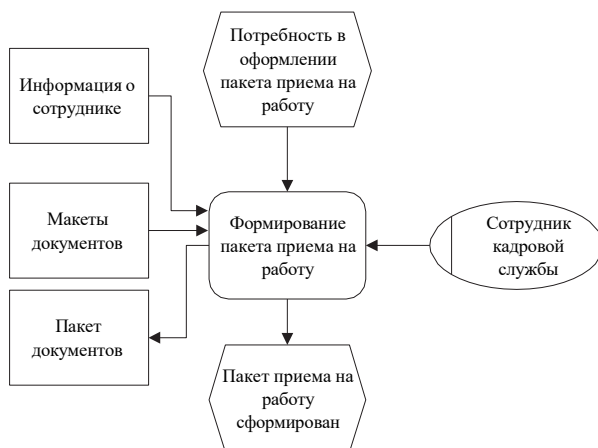 Потребность в
оформлении
пакета приема на
работу
Информация о
сотруднике
Макеты
документов
Формирование
пакета приема на
работу
Сотрудник
кадровой
службы
Пакет
документов
Пакет приема на
работу
сформирован